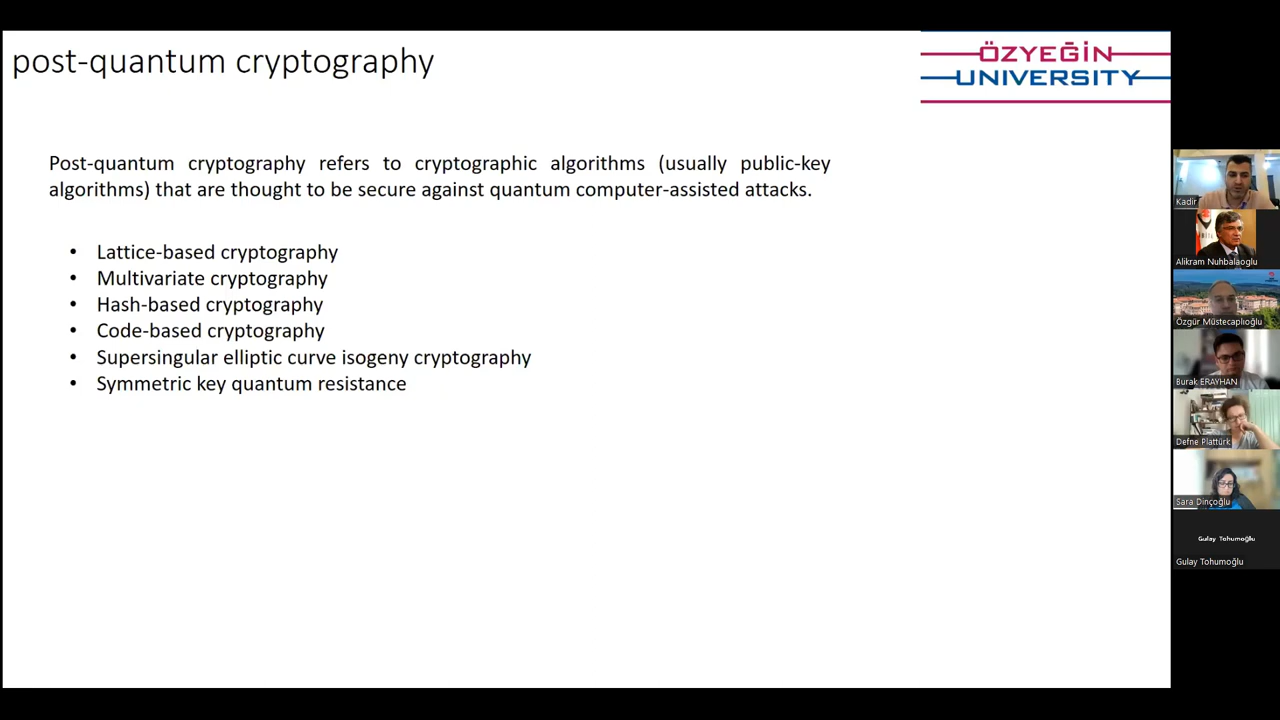 post-quantum cryptography
ÖZYEĞİN
UNIVERSITY
Post-quantum cryptography refers to cryptographic algorithms (usually public-key
algorithms) that are thought to be secure against quantum computer-assisted attacks.
• Lattice-based cryptography
• Multivariate cryptography
• Hash-based cryptography
• Code-based cryptography
• Supersingular elliptic curve isogeny cryptography
• Symmetric key quantum resistance
Kadir
Alikram Nuhbalaoglu
Özgür Müstecaplıoğlu
Burak ERAYHAN
Defne Plattürk
Sara Dinçoğlu
Gulay Tohumoğlu
Gulay Tohumoğlu